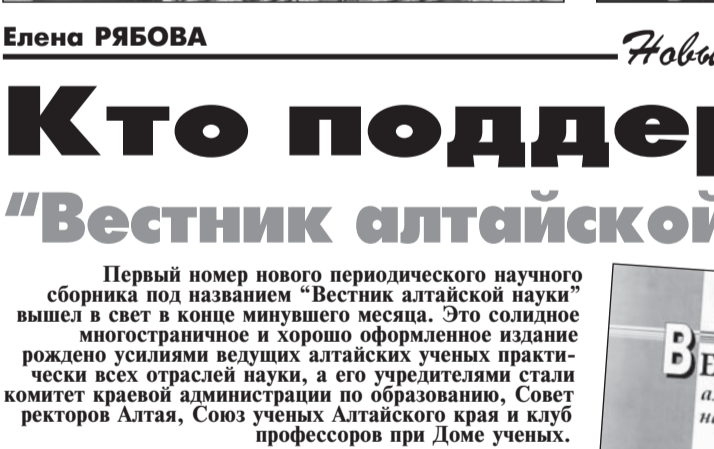 Елена РЯБОВА
Кто
"Вестник алтайской
Первый номер нового периодического научного
сборника под названием “Вестник алтайской науки”
вышел в свет в конце минувшего месяца. Это солидное
многостраничное и хорошо оформленное издание
рождено усилиями ведущих алтайских ученых практи-
чески всех отраслей науки, а его учредителями стали
комитет краевой администрации по образованию, Совет
ректоров Алтая, Союз ученых Алтайского края и клуб
профессоров при Доме ученых.